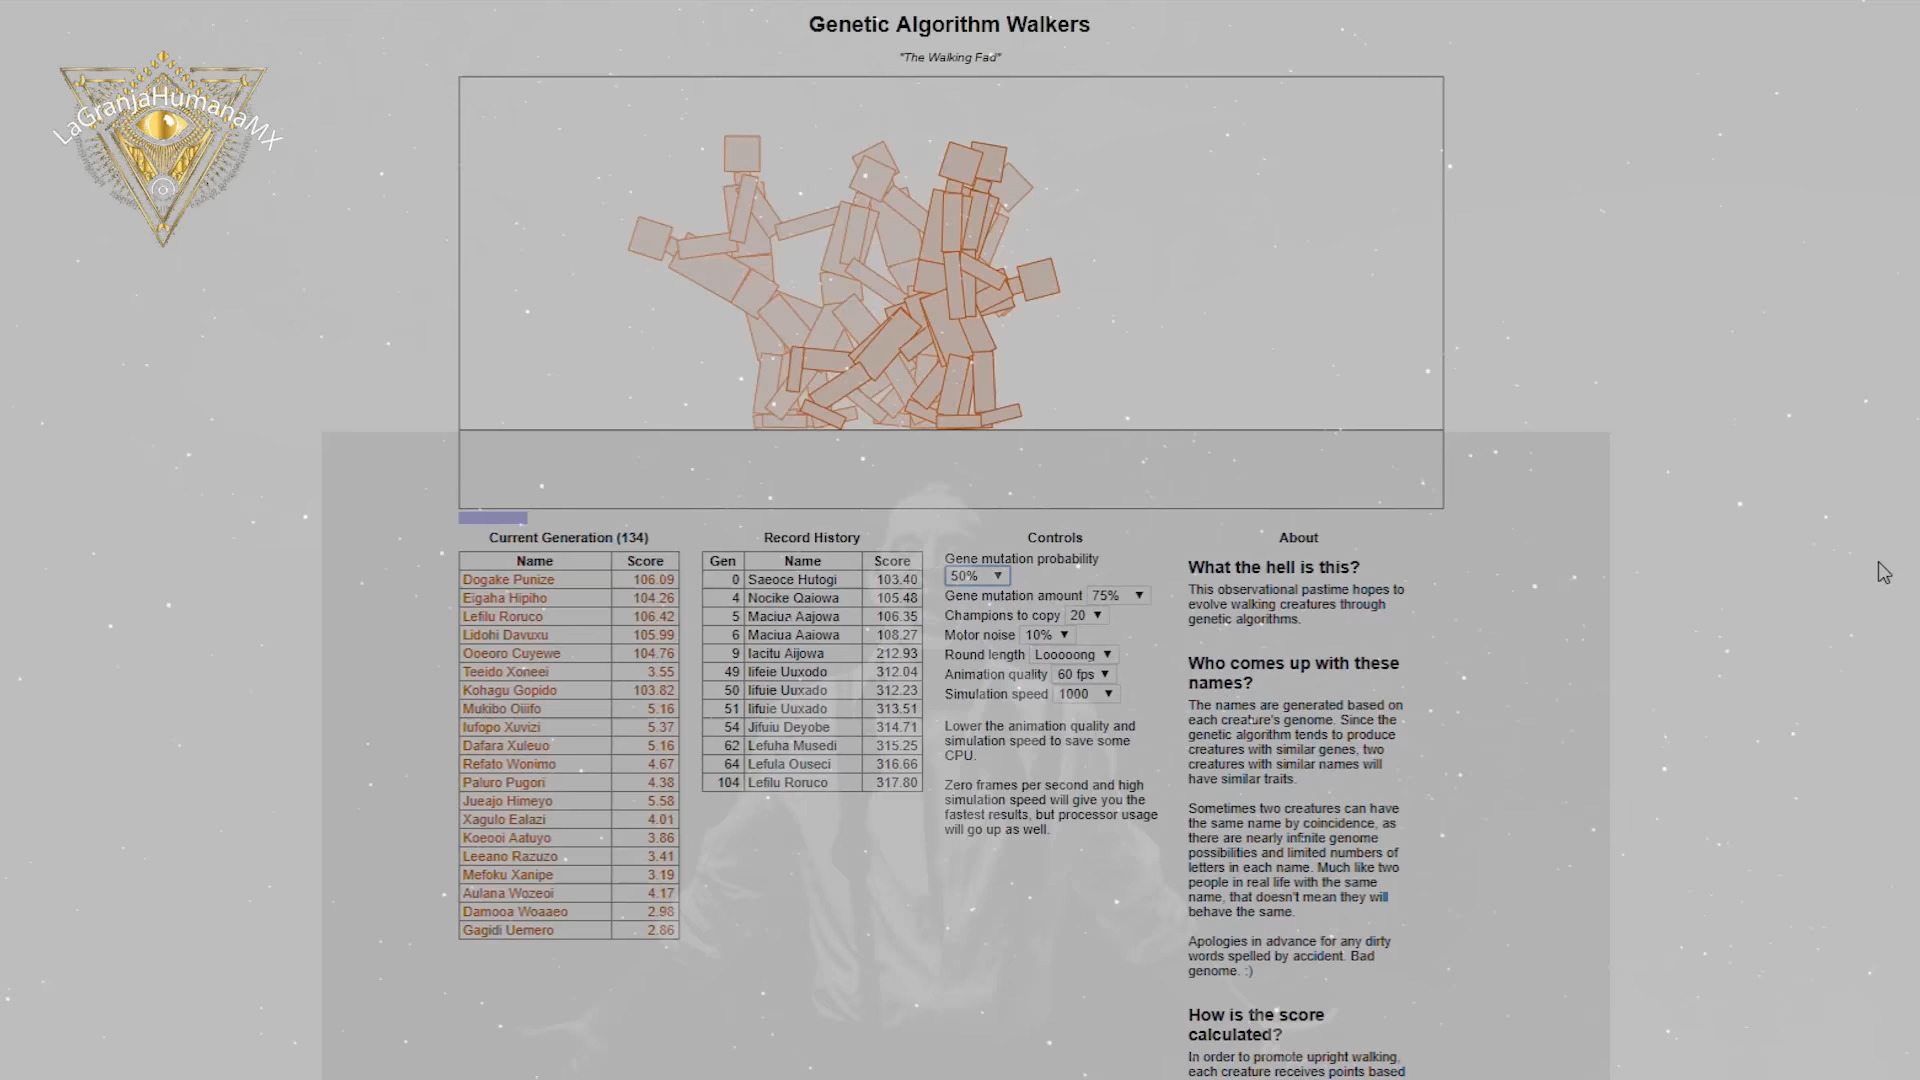 Genetic Algorithm Walkers
"The Walking Fad"
LaGranjaHumanaMX
Current Generation (134)
Name Score
Dogake Punize 106.09
Eigaha Hipiho 104.26
Lefilu Roruco 106.42
Lidohi Davuxu 105.99
Ooeoro Cuyewe 104.76
Teeido Xoneei 3.55
Kohagu Gopido 103.82
Mukibo Oiiifo 5.16
Iufopo Xuvizi 5.37
Dafara Xuleuo 5.16
Refato Wonimo 4.67
Paluro Pugori 4.38
Jueajo Himeyo 5.58
Xagulo Ealazi 4.01
Koeooi Aatuyo 3.86
Leeano Razuzo 3.41
Mefoku Xanipe 3.19
Aulana Wozeoi 4.17
Damooa Woaaeo 2.98
Gagidi Uemero 2.86
Record History
Gen Name Score
0 Saeoce Hutogi 103.40
4 Nocike Qaiowa 105.48
5 Maciua Aajowa 106.35
6 Maciua Aaiowa 108.27
9 Iacitu Aijowa 212.93
49 Iifeie Uuxodo 312.04
50 Iifuie Uuxado 312.23
51 Iifuie Uuxado 313.51
54 Jifuiu Deyobe 314.71
62 Lefuha Musedi 315.25
64 Lefula Ouseci 316.66
104 Lefilu Roruco 317.80
Controls
Gene mutation probability
50%
Gene mutation amount 75%
Champions to copy 20
Motor noise 10%
Round length Looooong
Animation quality 60 fps
Simulation speed 1000
Lower the animation quality and
simulation speed to save some
CPU.
Zero frames per second and high
simulation speed will give you the
fastest results, but processor usage
will go up as well.
About
What the hell is this?
This observational pastime hopes to
evolve walking creatures through
genetic algorithms.
Who comes up with these
names?
The names are generated based on
each creature's genome. Since the
genetic algorithm tends to produce
creatures with similar genes, two
creatures with similar names will
have similar traits.
Sometimes two creatures can have
the same name by coincidence, as
there are nearly infinite genome
possibilities and limited numbers of
letters in each name. Much like two
people in real life with the same
name, that doesn't mean they will
behave the same.
Apologies in advance for any dirty
words spelled by accident. Bad
genome. :)
How is the score
calculated?
In order to promote upright walking,
each creature receives points based